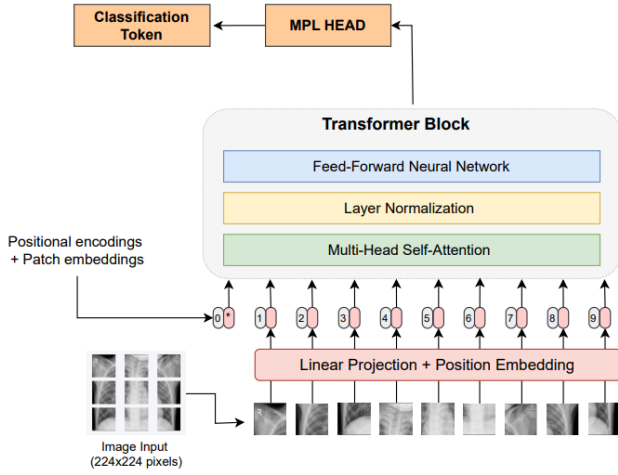 Classification
Token
MPL HEAD
Transformer Block
Feed-Forward Neural Network
Layer Normalization
Multi-Head Self-Attention
Positional encodings
+ Patch embeddings
0 * 1 2 3 4 5 6 7 8 9
Linear Projection + Position Embedding
Image Input
(224x224 pixels)